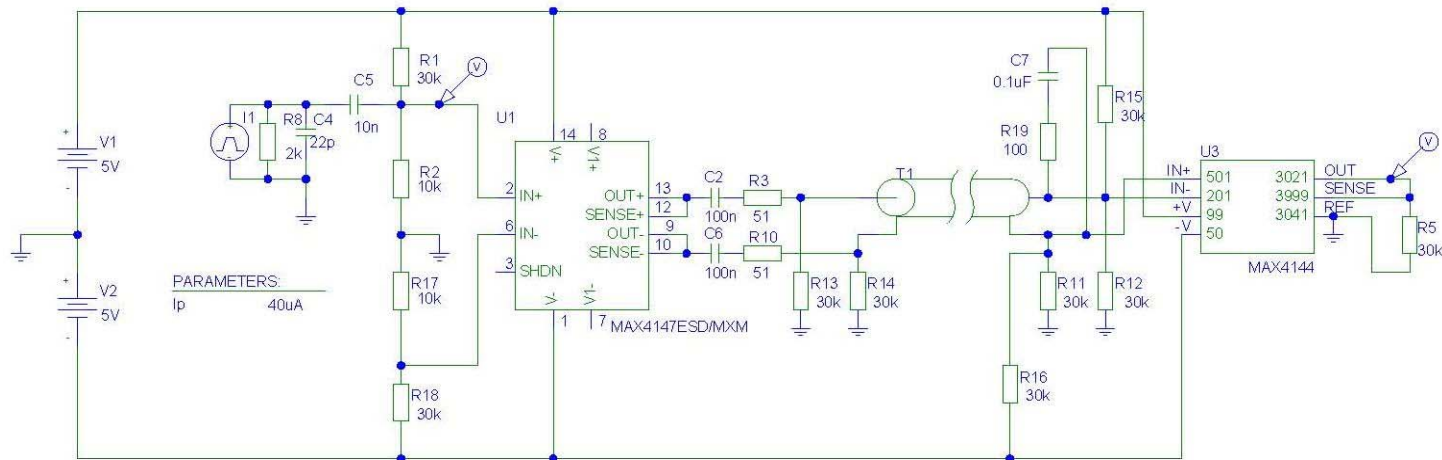 R1
30k
C5
10n
I1
R8
2k
C4
22p
V
U1
V1
5V
R2
10k
14
8
V+
V1+
2
IN+
OUT+
13
SENSE+
12
6
IN-
OUT-
9
SENSE-
10
3
SHDN
V-
V1-
1
7
MAX4147ESD/MXM
C2
100n
R3
51
C6
100n
R10
51
T1
C7
0.1uF
R19
100
R15
30k
U3
IN+
501
3021
OUT
IN-
201
3999
SENSE
+V
99
3041
REF
-V
50
MAX4144
V
R5
30k
PARAMETERS:
Ip 40uA
V2
5V
R17
10k
R13
30k
R14
30k
R11
30k
R12
30k
R16
30k
R18
30k
+
-
+
-
+
-